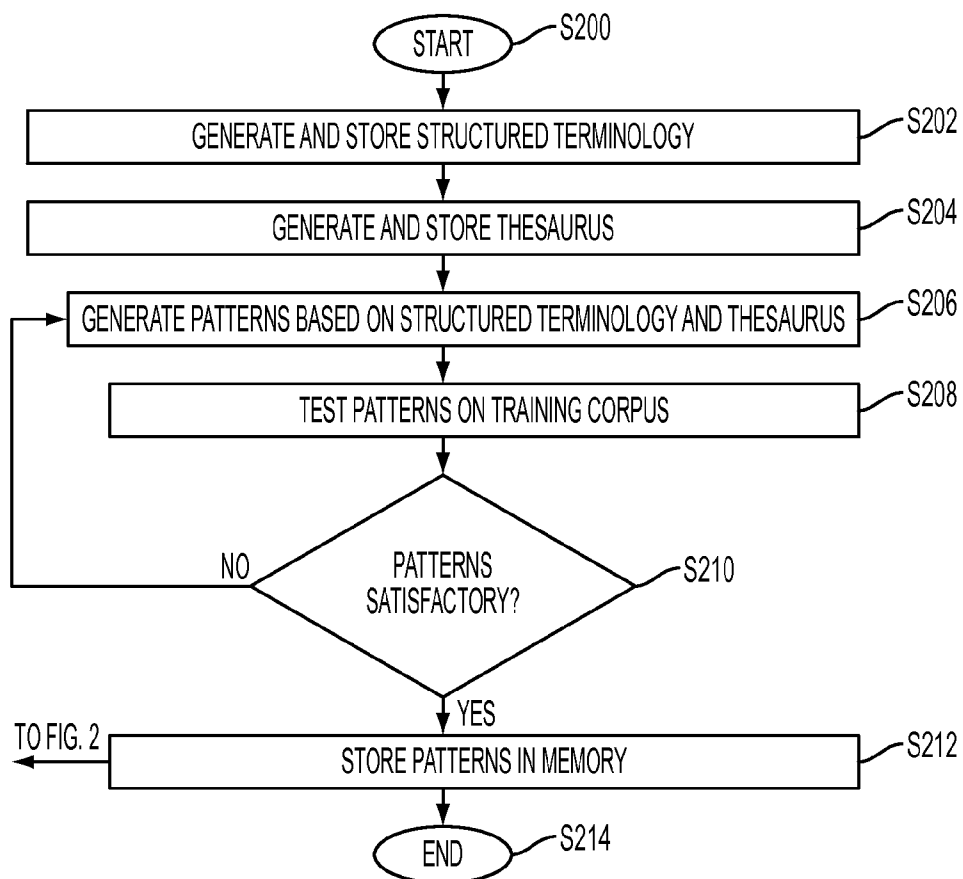 START
S200
GENERATE AND STORE STRUCTURED TERMINOLOGY
S202
GENERATE AND STORE THESAURUS
S204
GENERATE PATTERNS BASED ON STRUCTURED TERMINOLOGY AND THESAURUS
S206
TEST PATTERNS ON TRAINING CORPUS
S208
NO
PATTERNS
SATISFACTORY?
S210
YES
TO FIG. 2
STORE PATTERNS IN MEMORY
S212
END
S214